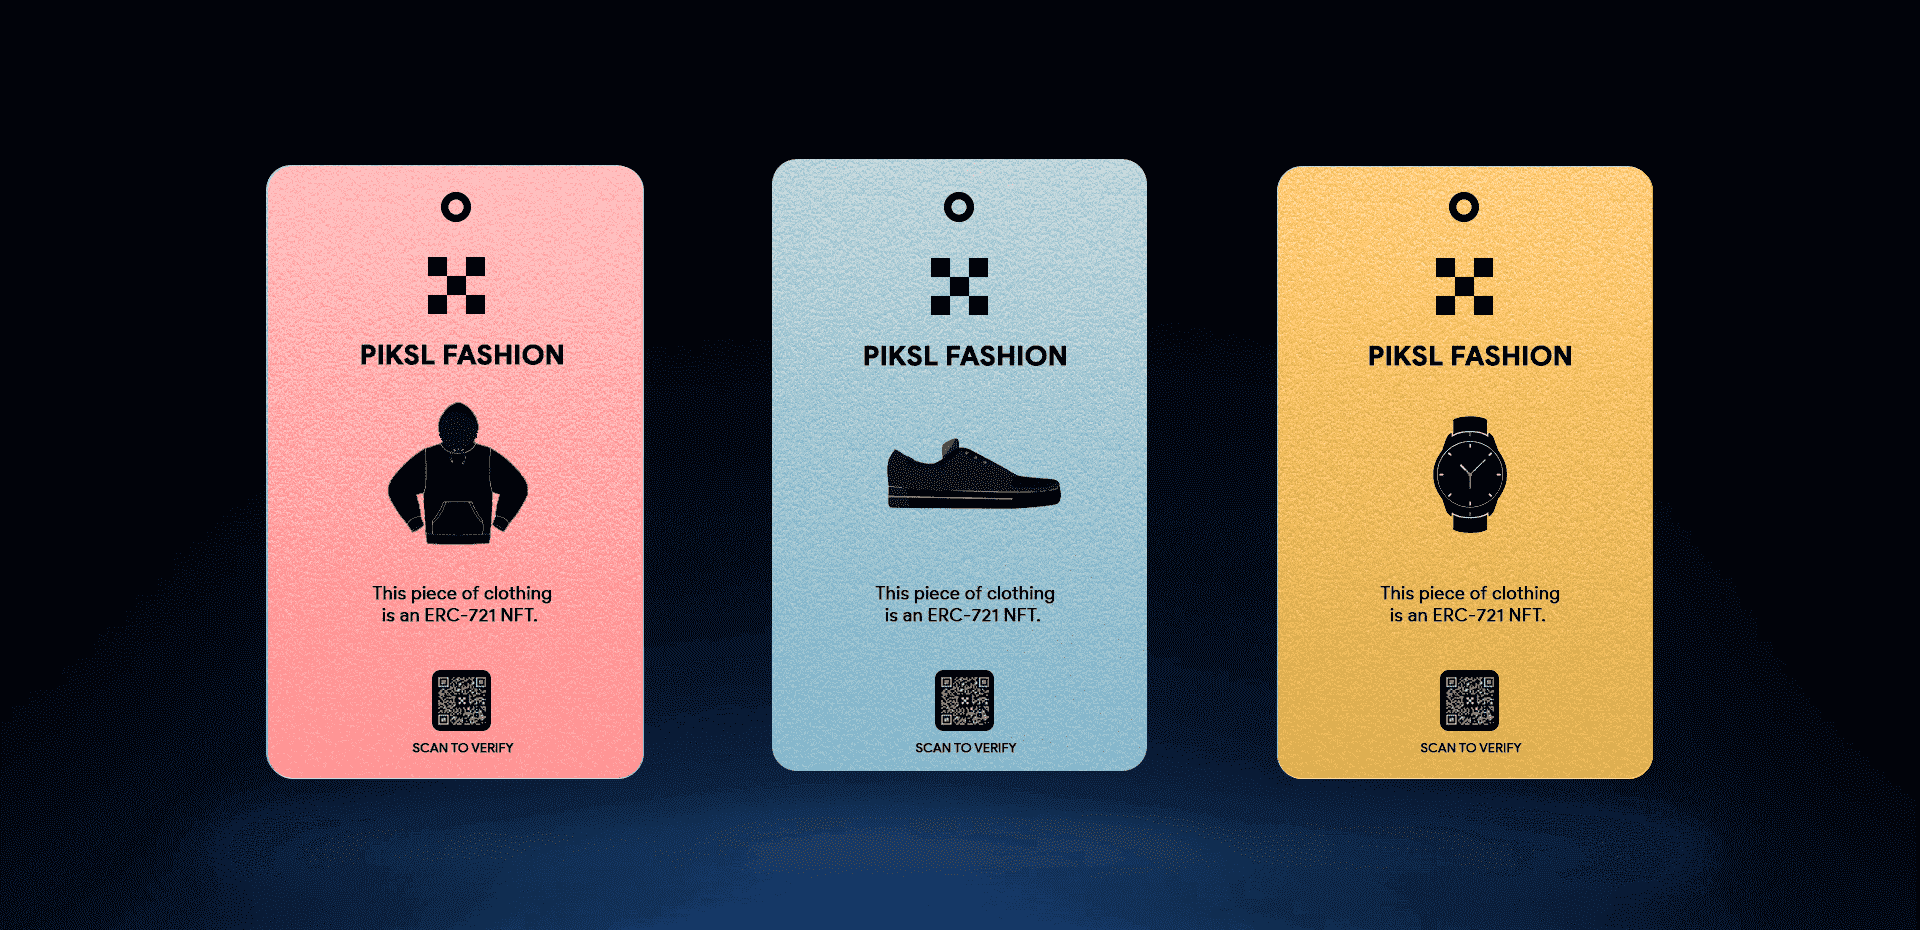 PIKSL FASHION
This piece of clothing
is an ERC-721 NFT.
SCAN TO VERIFY
PIKSL FASHION
This piece of clothing
is an ERC-721 NFT.
SCAN TO VERIFY
PIKSL FASHION
This piece of clothing
is an ERC-721 NFT.
SCAN TO VERIFY